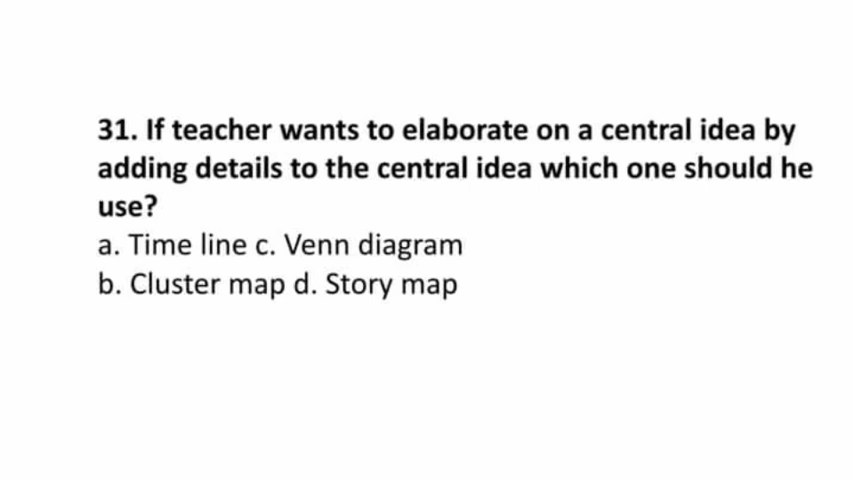 31. If teacher wants to elaborate on a central idea by
adding details to the central idea which one should he
use?
a. Time line c. Venn diagram
b. Cluster map d. Story map